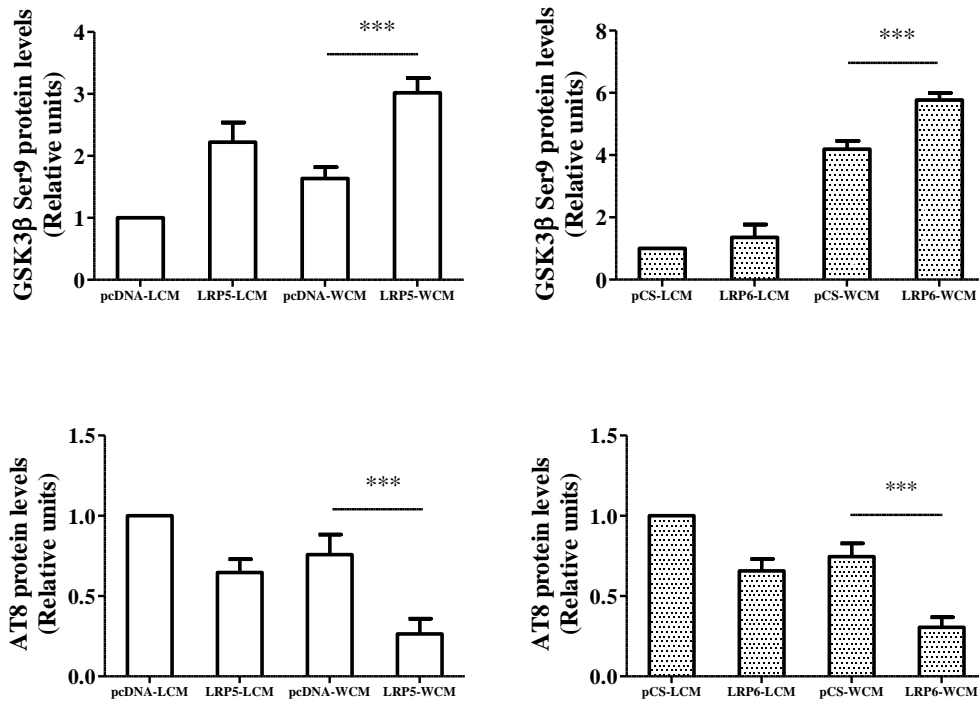 GSK3β Ser9 protein levels
(Relative units)
4
3
2
1
0
***
pcDNA-LCM LRP5-LCM pcDNA-WCM LRP5-WCM
GSK3β Ser9 protein levels
(Relative units)
8
6
4
2
0
***
pCS-LCM LRP6-LCM pCS-WCM LRP6-WCM
AT8 protein levels
(Relative units)
1.5
1.0
0.5
0.0
***
pcDNA-LCM LRP5-LCM pcDNA-WCM LRP5-WCM
AT8 protein levels
(Relative units)
1.5
1.0
0.5
0.0
***
pCS-LCM LRP6-LCM pCS-WCM LRP6-WCM